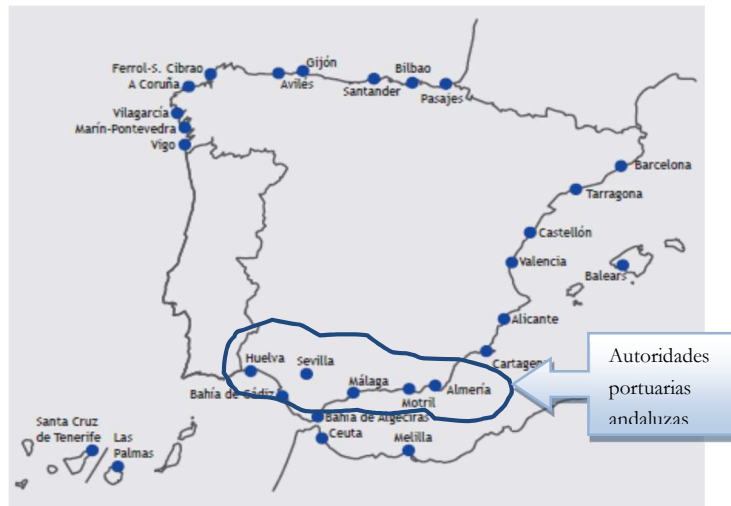 Gijón
Bilbao
Ferrol-S. Cibrao
A Coruña
Avilés
Santander
Pasajes
Vilagarcía
Marín-Pontevedra
Vigo
Barcelona
Tarragona
Castellón
Valencia
Balears
Alicante
Huelva
Sevilla
Cartagena
Málaga
Almería
Bahía de Cádiz
Motril
Bahía de Algeciras
Ceuta
Melilla
Santa Cruz
de Tenerife
Las
Palmas
Autoridades
portuarias
andaluzas